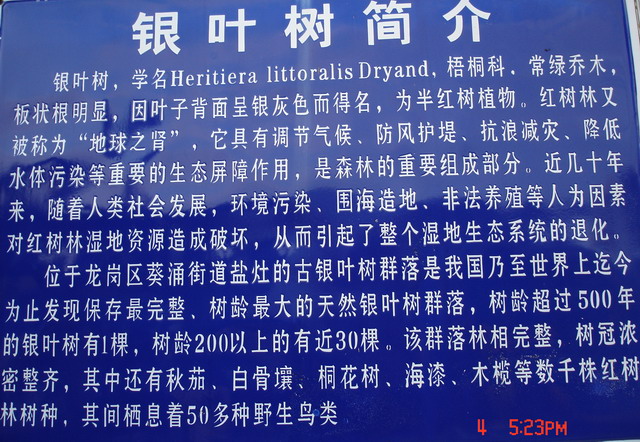 银叶树简介
银叶树，学名Heritiera littoralis Dryand，梧桐科．常绿乔木，
板状根明显，因叶子背面呈银灰色而得名，为半红树植物。红树林又
被称为“地球之肾”，它具有调节气候、防风护堤、抗浪减灾、降低
水体污染等重要的生态屏障作用，是森林的重要组成部分。近几十年
来，随着人类社会发展，环境污染、围海造地、非法养殖等人为因素
对红树林湿地资源造成破坏，从而引起了整个湿地生态系统的退化。
位于龙岗区葵涌街道盐灶的古银叶树群落是我国乃至世界上迄今
为止发现保存最完整、树龄最大的天然银叶树群落，树龄超过500年
的银叶树有1棵，树龄200以上的有近30棵。该群落林相完整，树冠浓
密整齐，其中还有秋茄、白骨壤、桐花树、海漆、木榄等数千株红树
林树种，其间栖息着50多种野生鸟类
4 5:23PM